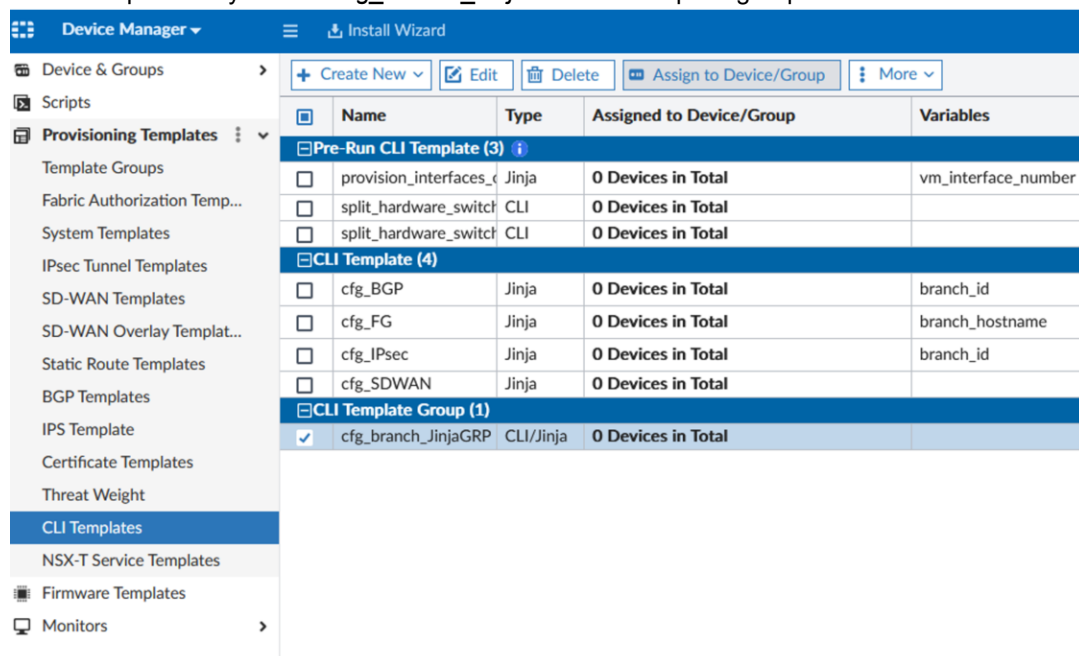 Device Manager
Install Wizard
Device & Groups
Scripts
Provisioning Templates
Template Groups
Fabric Authorization Temp...
System Templates
IPsec Tunnel Templates
SD-WAN Templates
SD-WAN Overlay Templat...
Static Route Templates
BGP Templates
IPS Template
Certificate Templates
Threat Weight
CLI Templates
NSX-T Service Templates
Firmware Templates
Monitors
Create New Edit Delete Assign to Device/Group More
Name Type Assigned to Device/Group Variables
Pre-Run CLI Template (3)
provision_interfaces_ Jinja 0 Devices in Total vm_interface_number
split_hardware_switch CLI 0 Devices in Total
split_hardware_switch CLI 0 Devices in Total
CLI Template (4)
cfg_BGP Jinja 0 Devices in Total branch_id
cfg_FG Jinja 0 Devices in Total branch_hostname
cfg_IPsec Jinja 0 Devices in Total branch_id
cfg_SDWAN Jinja 0 Devices in Total
CLI Template Group (1)
cfg_branch_JinjaGRP CLI/Jinja 0 Devices in Total